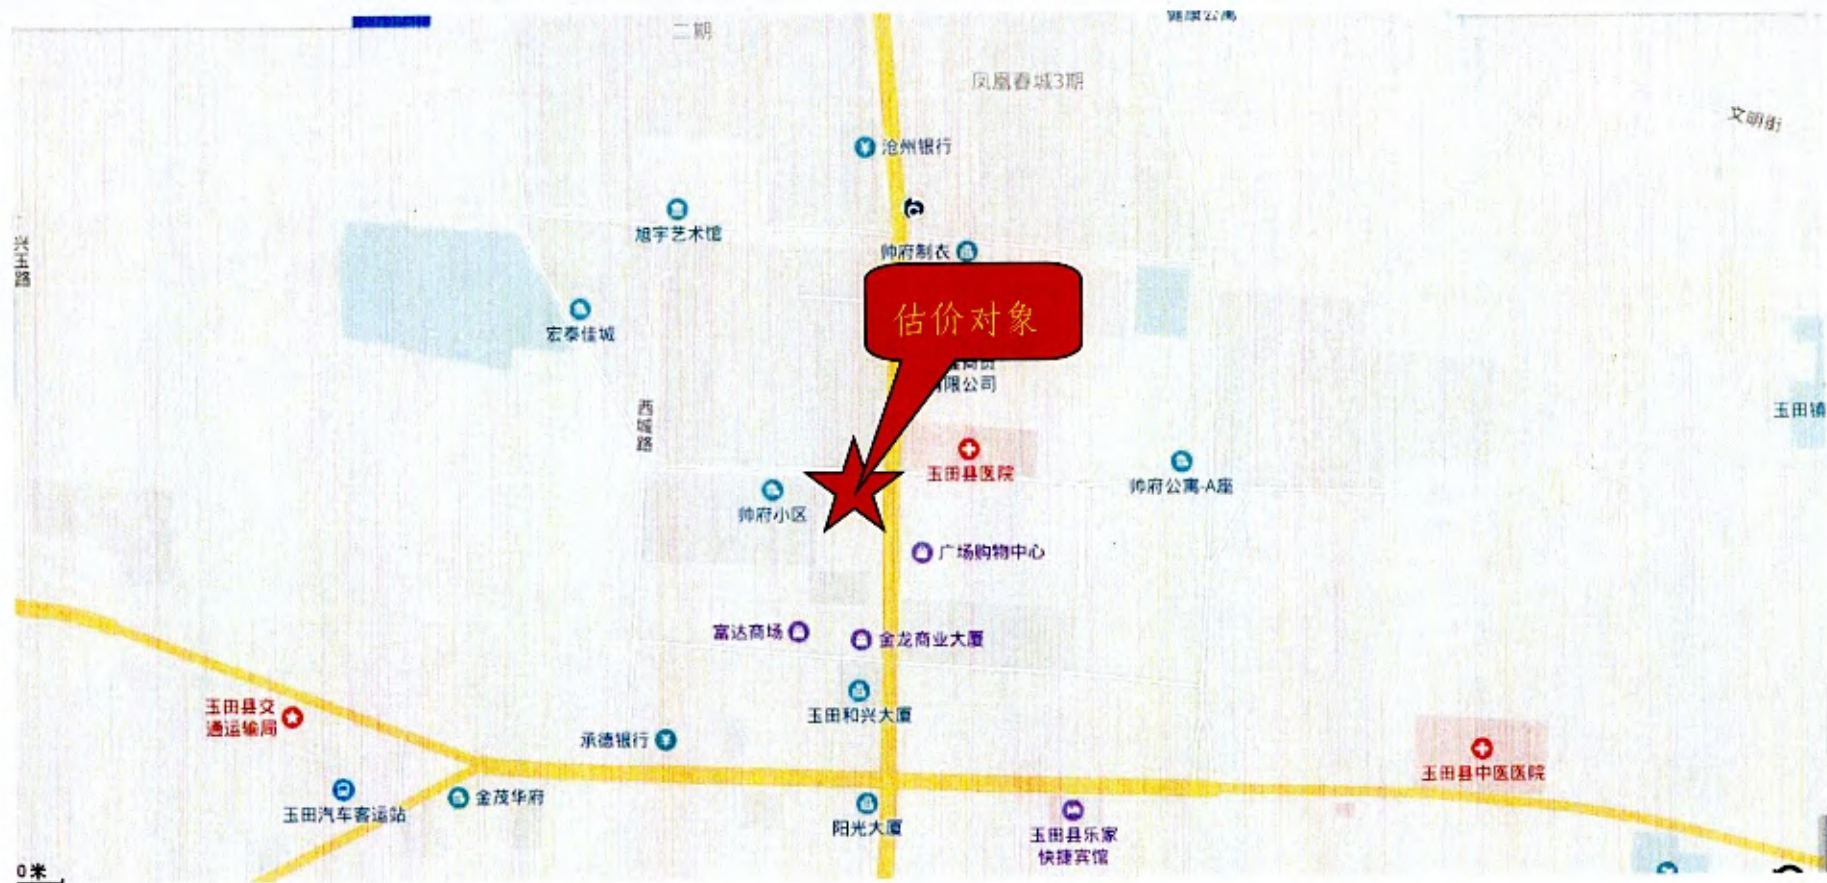 二期
健康公寓
凤凰春城3期
文明街
沧州银行
旭宇艺术馆
兴玉路
帅府制衣
估价对象
宏泰佳城
有限公司
西城路
玉田镇
玉田县医院
帅府公寓-A座
帅府小区
广场购物中心
富达商场
金龙商业大厦
玉田县交
通运输局
玉田和兴大厦
承德银行
玉田县中医医院
玉田汽车客运站
金茂华府
阳光大厦
玉田县乐家
快捷宾馆
0米